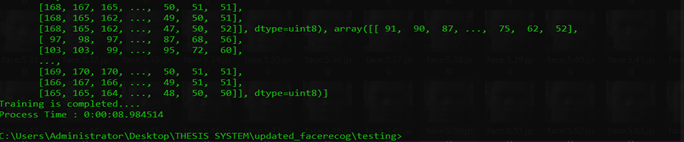 [168, 167, 165, ..., 50, 51, 51],
[168, 165, 162, ..., 49, 50, 51],
[168, 165, 162, ..., 47, 50, 52]], dtype=uint8), array([[ 91, 90, 87, ..., 75, 62, 52],
[ 97, 98, 97, ..., 87, 68, 56],
[103, 103, 99, ..., 95, 72, 60],
...,
[169, 170, 170, ..., 50, 51, 51],
[166, 167, 166, ..., 49, 51, 51],
[165, 165, 164, ..., 48, 50, 50]], dtype=uint8)]
Training is completed....
Process Time : 0:00:08.984514
C:\Users\Administrator\Desktop\THESIS SYSTEM\updated_facerecog\testing>